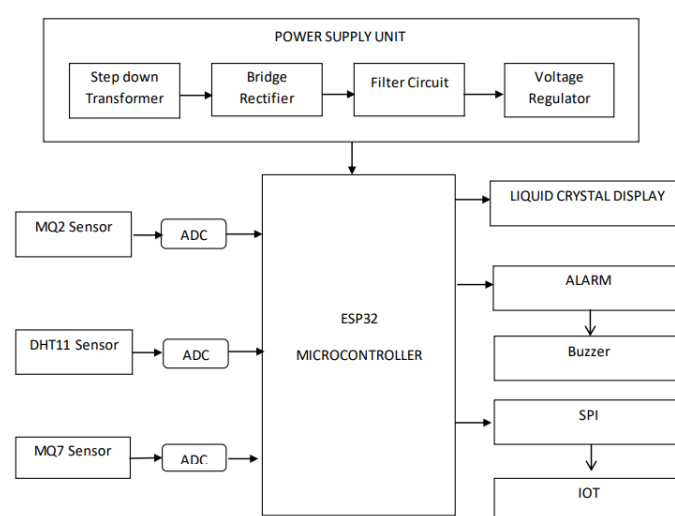 POWER SUPPLY UNIT
Step down
Transformer
Bridge
Rectifier
Filter Circuit
Voltage
Regulator
MQ2 Sensor
ADC
DHT11 Sensor
ADC
MQ7 Sensor
ADC
ESP32
MICROCONTROLLER
LIQUID CRYSTAL DISPLAY
ALARM
Buzzer
SPI
IOT